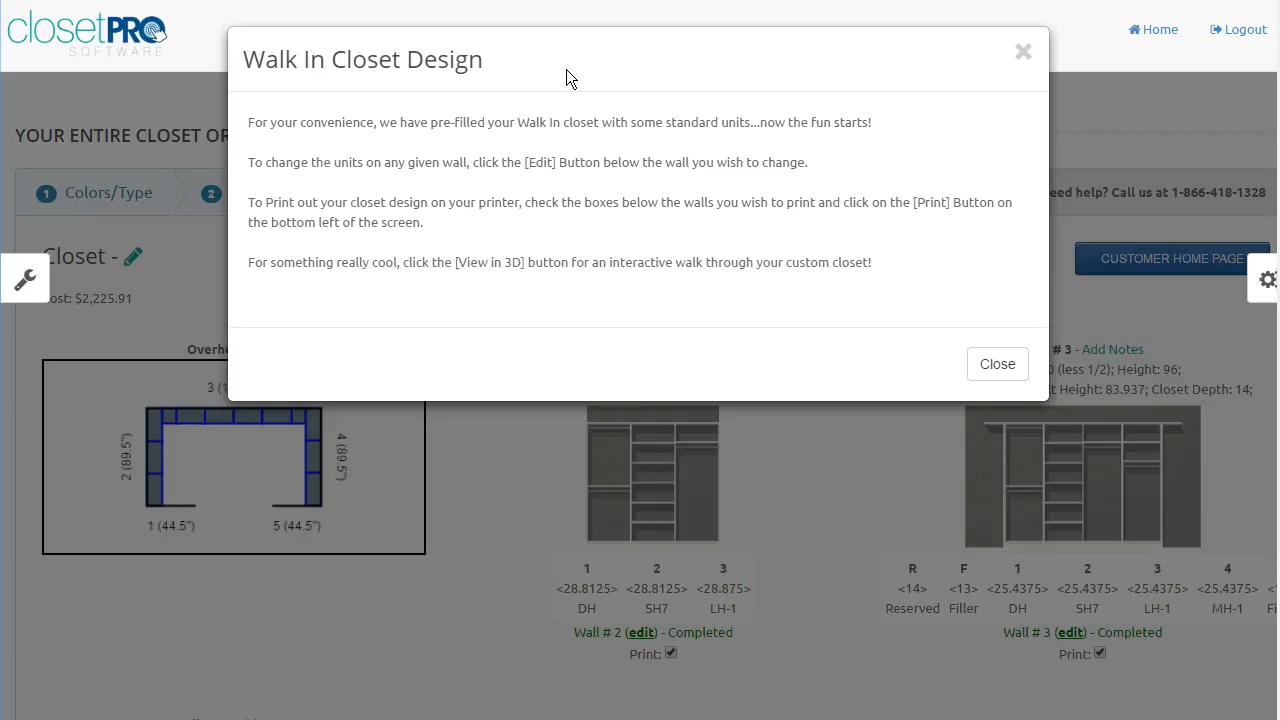 closetPRO
SOFTWARE
Home
Logout
Walk In Closet Design
×
For your convenience, we have pre-filled your Walk In closet with some standard units...now the fun starts!
To change the units on any given wall, click the [Edit] Button below the wall you wish to change.
To Print out your closet design on your printer, check the boxes below the walls you wish to print and click on the [Print] Button on
the bottom left of the screen.
For something really cool, click the [View in 3D] button for an interactive walk through your custom closet!
Close
YOUR ENTIRE CLOSET OR
1 Colors/Type
2
eed help? Call us at 1-866-418-1328
Closet -
CUSTOMER HOME PAGE
ost: $2,225.91
Overh
3 (1
2 (89.5")
4 (89.5")
1 (44.5")
5 (44.5")
1 2 3
<28.8125> <28.8125> <28.875>
DH SH7 LH-1
Wall # 2 (edit) - Completed
Print:
# 3 - Add Notes
0 (less 1/2); Height: 96;
t Height: 83.937; Closet Depth: 14;
R F 1 2 3 4
<14> <13> <25.4375> <25.4375> <25.4375> <25.4375> <
Reserved Filler DH SH7 LH-1 MH-1 Fi
Wall # 3 (edit) - Completed
Print: